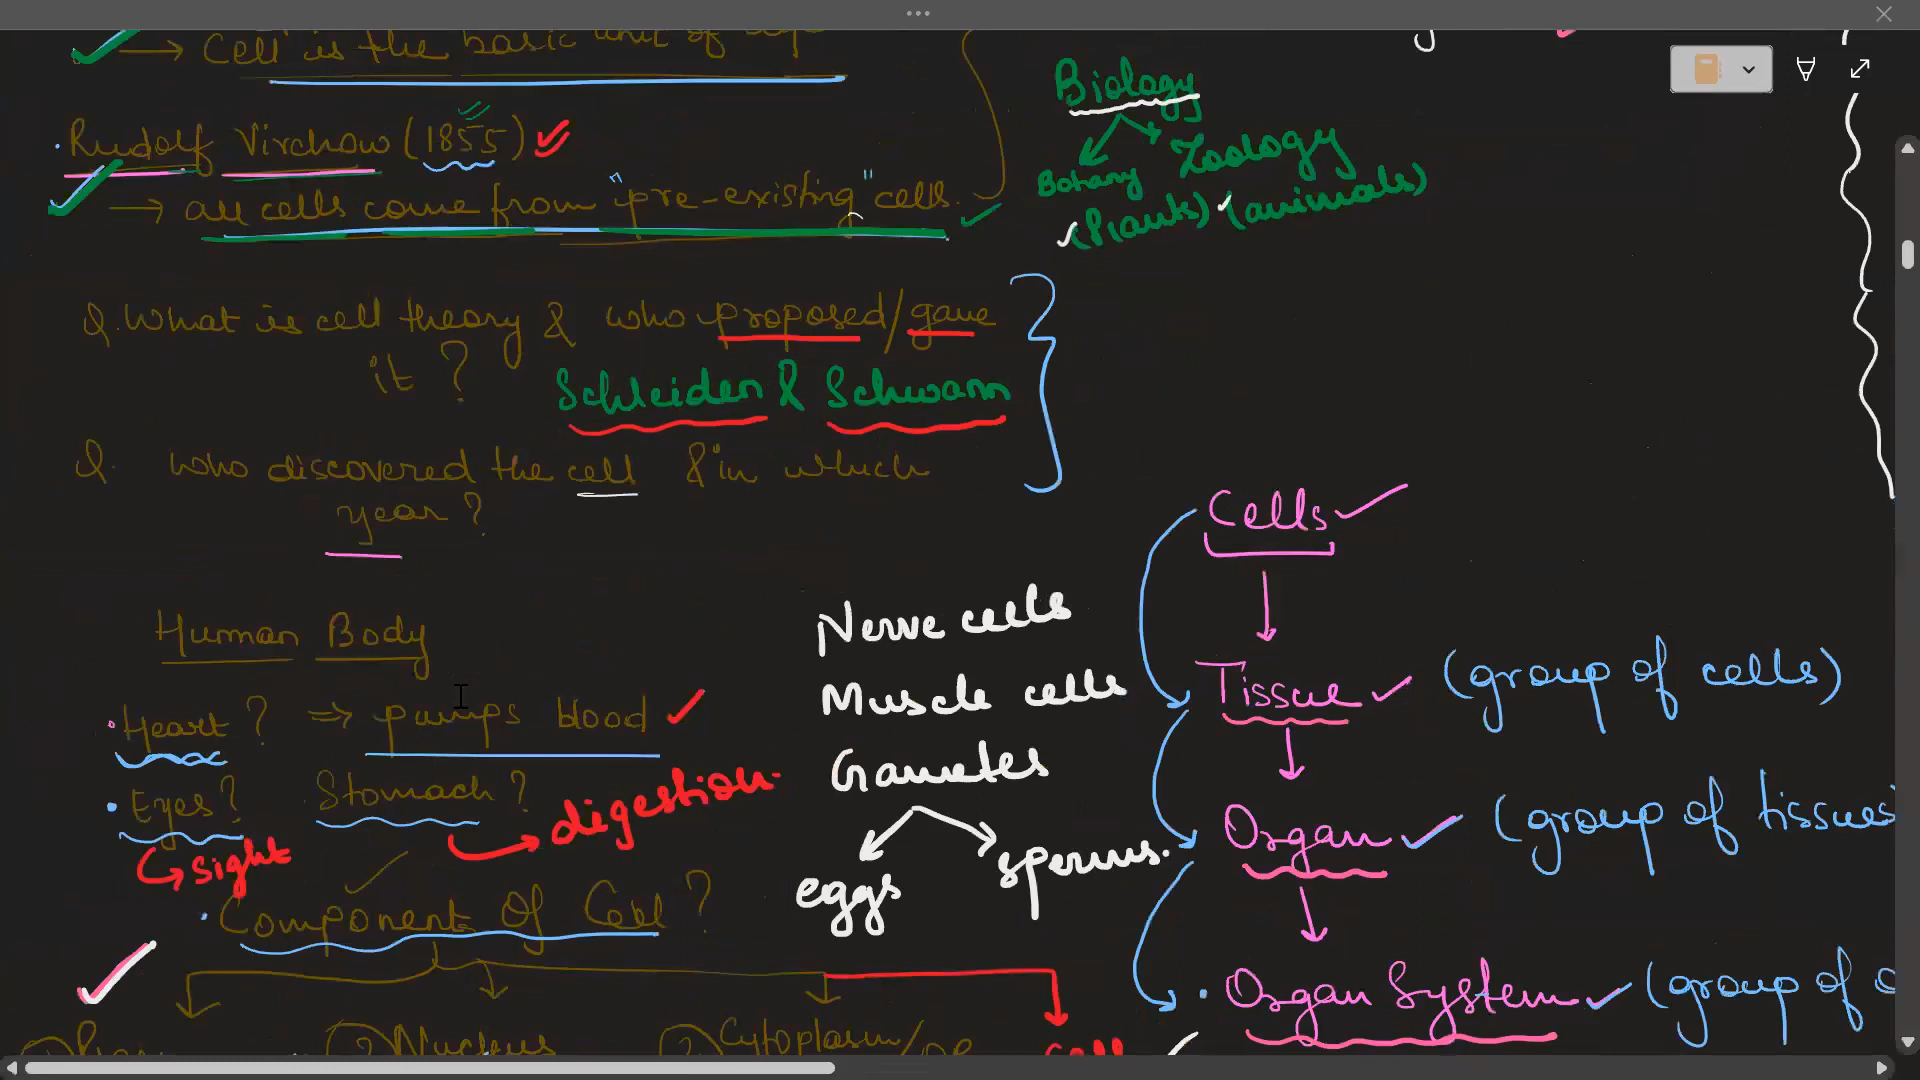 → Cell is the basic unit of
· Rudolf Virchow (1855)
→ all cells come from "pre-existing" cells.
Biology
Botany Zoology
(Plants) (animals)
Q. What is cell theory & who proposed/gave
it ?
Schleiden & Schwann
Q. who discovered the cell & in which
year ?
Human Body
· Heart ? ⇒ pumps blood
· Eyes? Stomach ?
→ sight → digestion.
· Component Of Cell ?
② Nucleus ③ Cytoplasm/
Cell
Nerve cells
Muscle cells
Gametes
eggs sperms.
Cells
Tissue (group of cells)
Organ (group of tissues)
· Organ System (group of